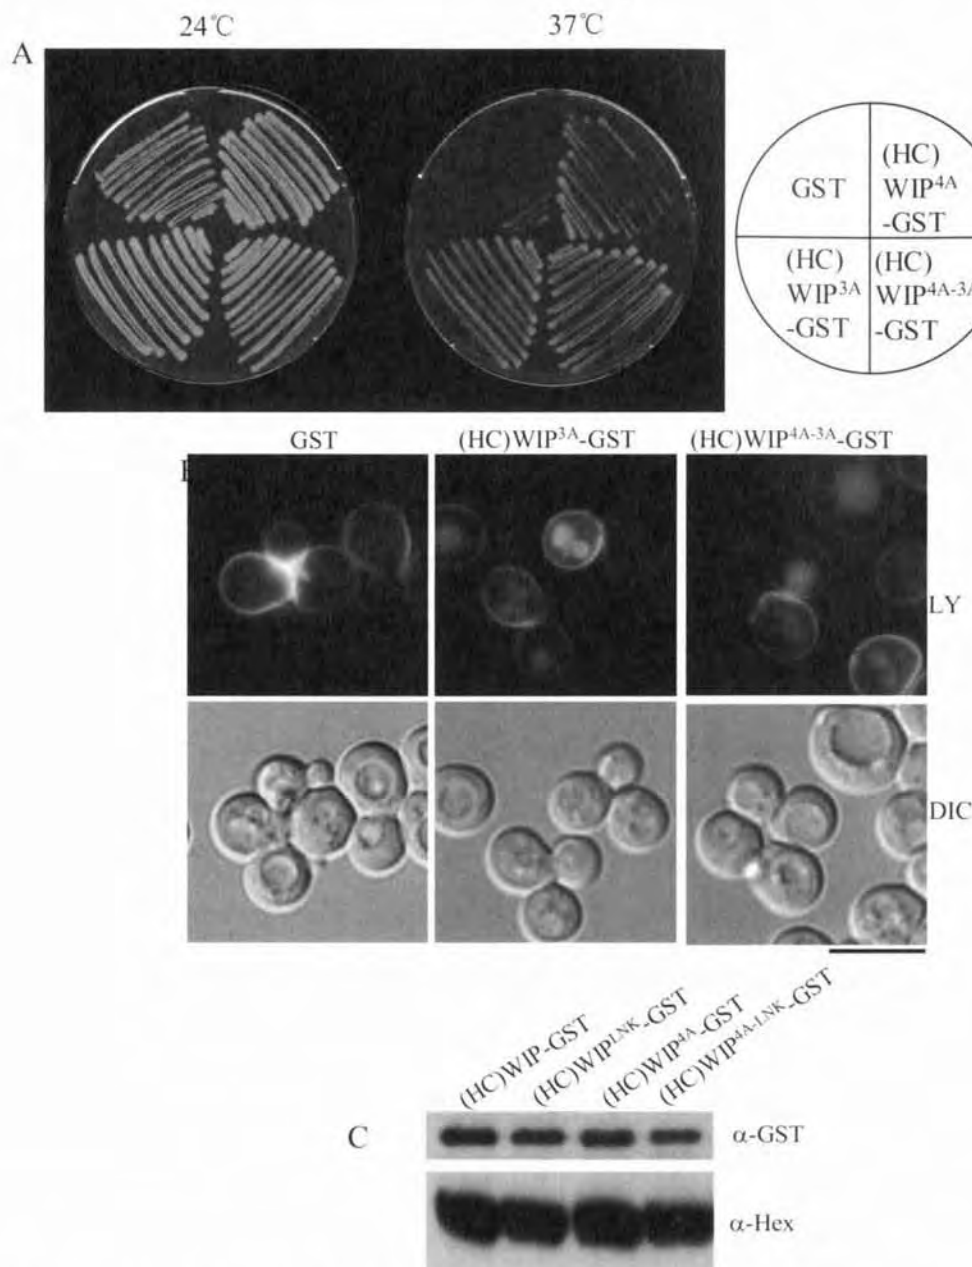 24℃ 37℃
A
GST
(HC)
WIP4A
-GST
(HC)
WIP3A
-GST
(HC)
WIP4A-3A
-GST
GST (HC)WIP3A-GST (HC)WIP4A-3A-GST
LY
DIC
(HC)WIP-GST
(HC)WIPLNK-GST
(HC)WIP4A-GST
(HC)WIP4A-LNK-GST
C
α-GST
α-Hex